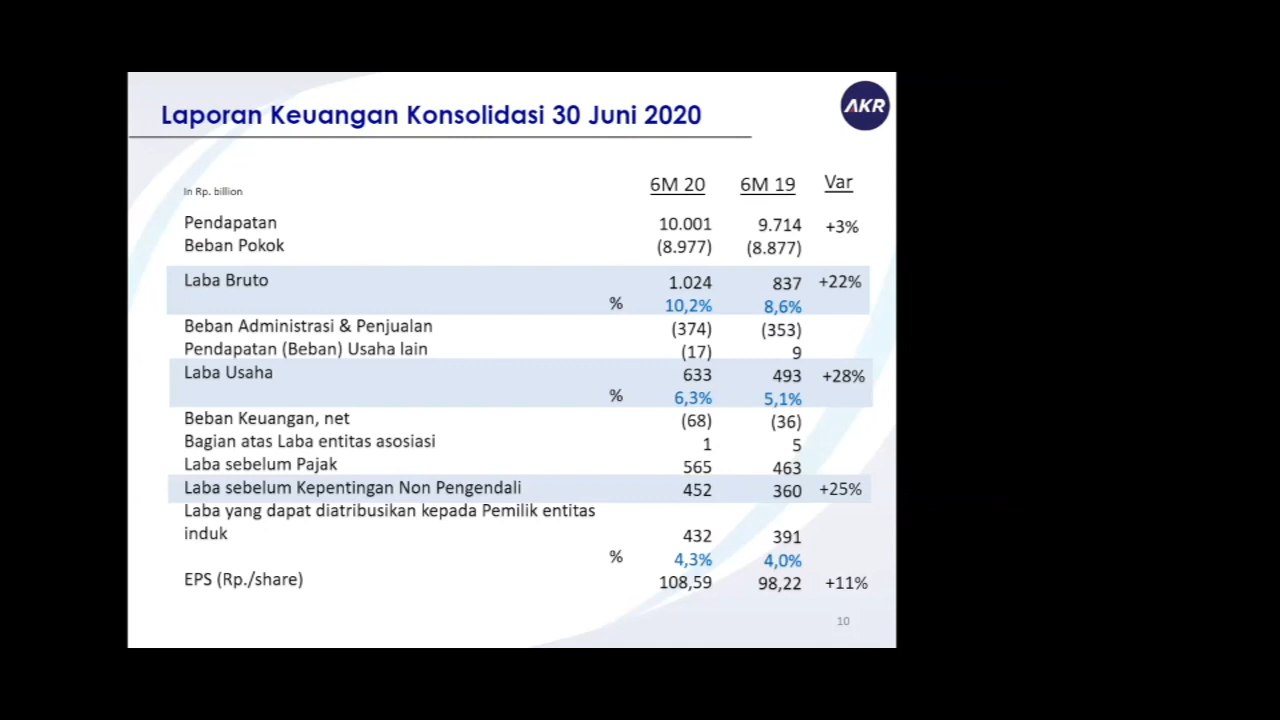 Laporan Keuangan Konsolidasi 30 Juni 2020
AKR
In Rp. billion 6M 20 6M 19 Var
Pendapatan 10.001 9.714 +3%
Beban Pokok (8.977) (8.877)
Laba Bruto 1.024 837 +22%
% 10,2% 8,6%
Beban Administrasi & Penjualan (374) (353)
Pendapatan (Beban) Usaha lain (17) 9
Laba Usaha 633 493 +28%
% 6,3% 5,1%
Beban Keuangan, net (68) (36)
Bagian atas Laba entitas asosiasi 1 5
Laba sebelum Pajak 565 463
Laba sebelum Kepentingan Non Pengendali 452 360 +25%
Laba yang dapat diatribusikan kepada Pemilik entitas
induk 432 391
% 4,3% 4,0%
EPS (Rp./share) 108,59 98,22 +11%
10